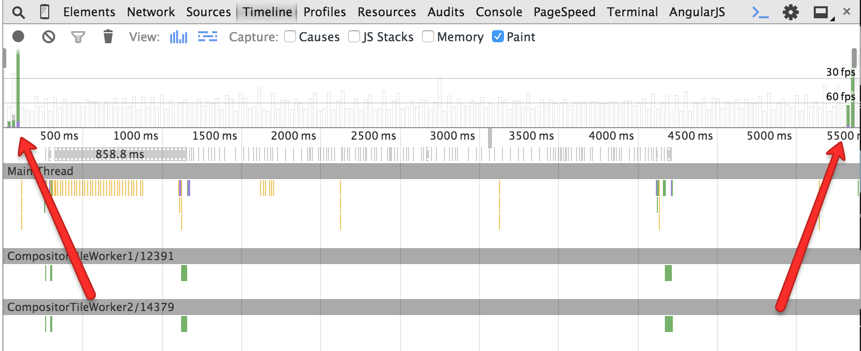 Elements Network Sources Timeline Profiles Resources Audits Console PageSpeed Terminal AngularJS
View: Capture: Causes JS Stacks Memory Paint
30 fps
60 fps
500 ms 1000 ms 1500 ms 2000 ms 2500 ms 3000 ms 3500 ms 4000 ms 4500 ms 5000 ms 5500 m
858.8 ms
Main Thread
CompositorTileWorker1/12391
CompositorTileWorker2/14379